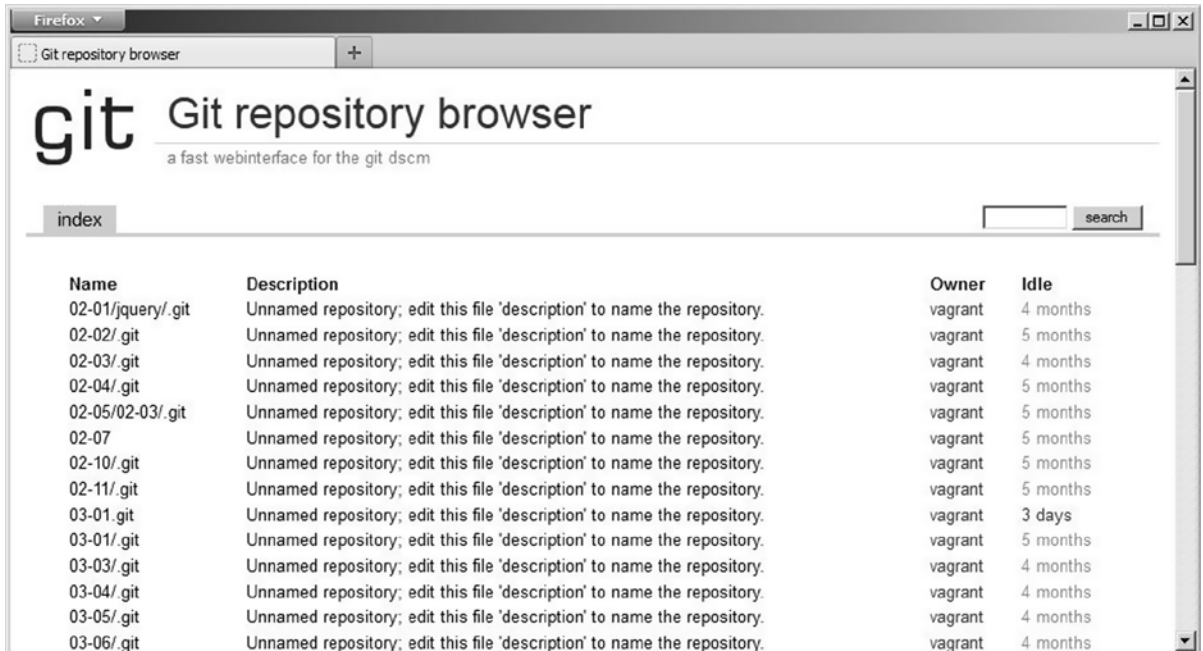 Firefox
Git repository browser
git Git repository browser
a fast webinterface for the git dscm
index search
Name Description Owner Idle
02-01/jquery/.git Unnamed repository; edit this file 'description' to name the repository. vagrant 4 months
02-02/.git Unnamed repository; edit this file 'description' to name the repository. vagrant 5 months
02-03/.git Unnamed repository; edit this file 'description' to name the repository. vagrant 4 months
02-04/.git Unnamed repository; edit this file 'description' to name the repository. vagrant 5 months
02-05/02-03/.git Unnamed repository; edit this file 'description' to name the repository. vagrant 5 months
02-07 Unnamed repository; edit this file 'description' to name the repository. vagrant 5 months
02-10/.git Unnamed repository; edit this file 'description' to name the repository. vagrant 5 months
02-11/.git Unnamed repository; edit this file 'description' to name the repository. vagrant 5 months
03-01.git Unnamed repository; edit this file 'description' to name the repository. vagrant 3 days
03-01/.git Unnamed repository; edit this file 'description' to name the repository. vagrant 5 months
03-03/.git Unnamed repository; edit this file 'description' to name the repository. vagrant 4 months
03-04/.git Unnamed repository; edit this file 'description' to name the repository. vagrant 4 months
03-05/.git Unnamed repository; edit this file 'description' to name the repository. vagrant 4 months
03-06/.git Unnamed repository; edit this file 'description' to name the repository. vagrant 4 months